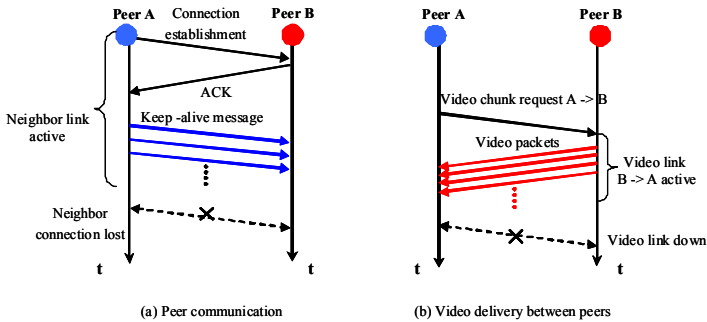 Peer A
Connection
establishment
Peer B
ACK
Neighbor link
active
Keep -alive message
Neighbor
connection lost
t
t
(a) Peer communication
Peer A
Peer B
Video chunk request A -> B
Video packets
Video link
B -> A active
Video link down
t
t
(b) Video delivery between peers